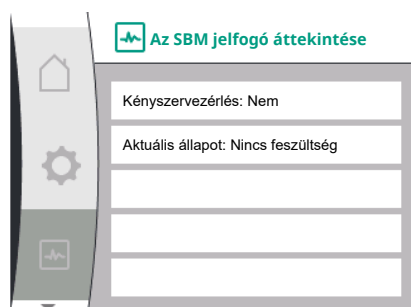 Az SBM jelfogó áttekintése
Kényszervezérlés: Nem
Aktuális állapot: Nincs feszültség